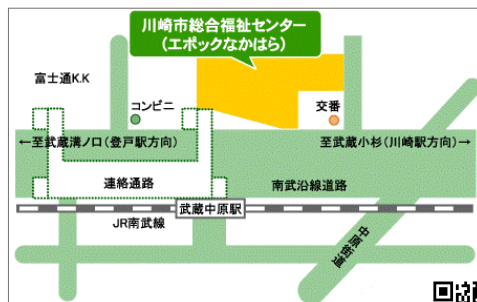 川崎市総合福祉センター
(エポックなかはら)
富士通K.K
コンビニ
交番
←至武蔵溝ノ口(登戸駅方向)
至武蔵小杉(川崎駅方向)→
連絡通路
南武沿線道路
武蔵中原駅
JR南武線
中原街道